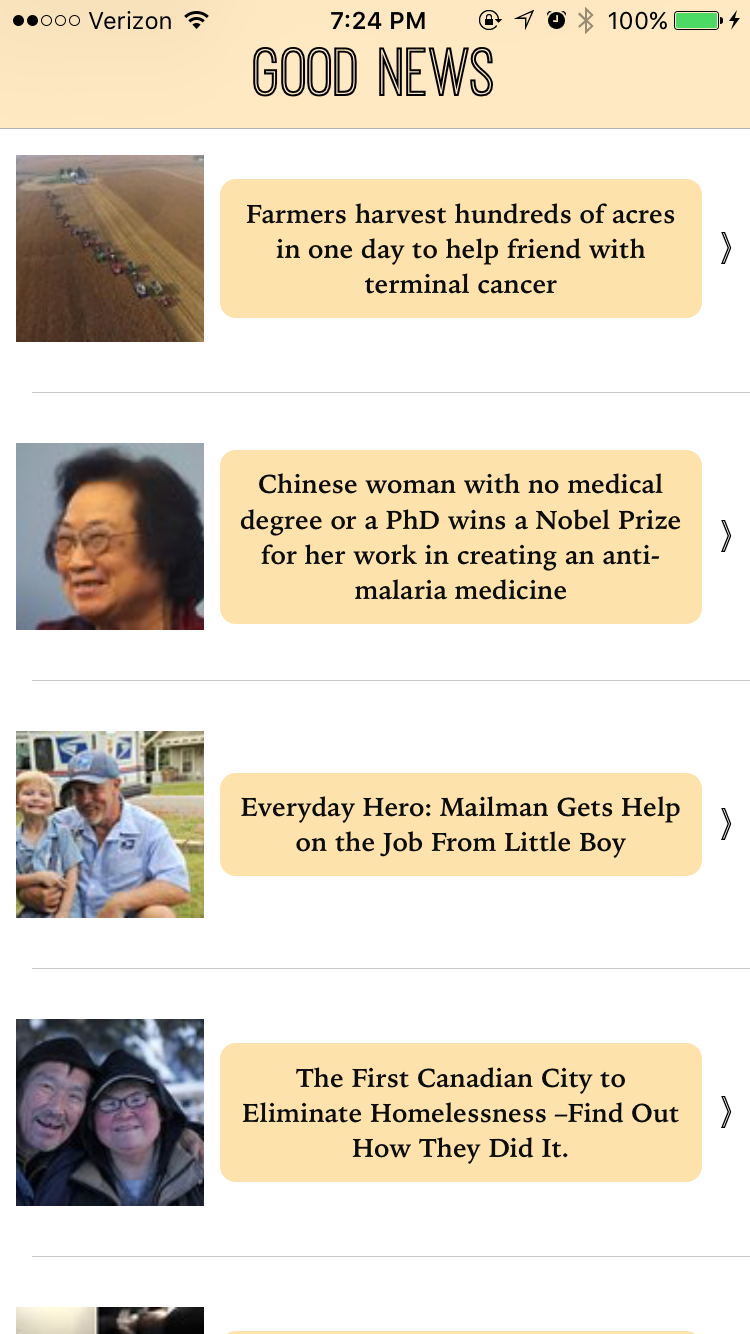 Verizon 7:24 PM 100%
GOOD NEWS
Farmers harvest hundreds of acres
in one day to help friend with
terminal cancer
Chinese woman with no medical
degree or a PhD wins a Nobel Prize
for her work in creating an anti-
malaria medicine
Everyday Hero: Mailman Gets Help
on the Job From Little Boy
The First Canadian City to
Eliminate Homelessness –Find Out
How They Did It.